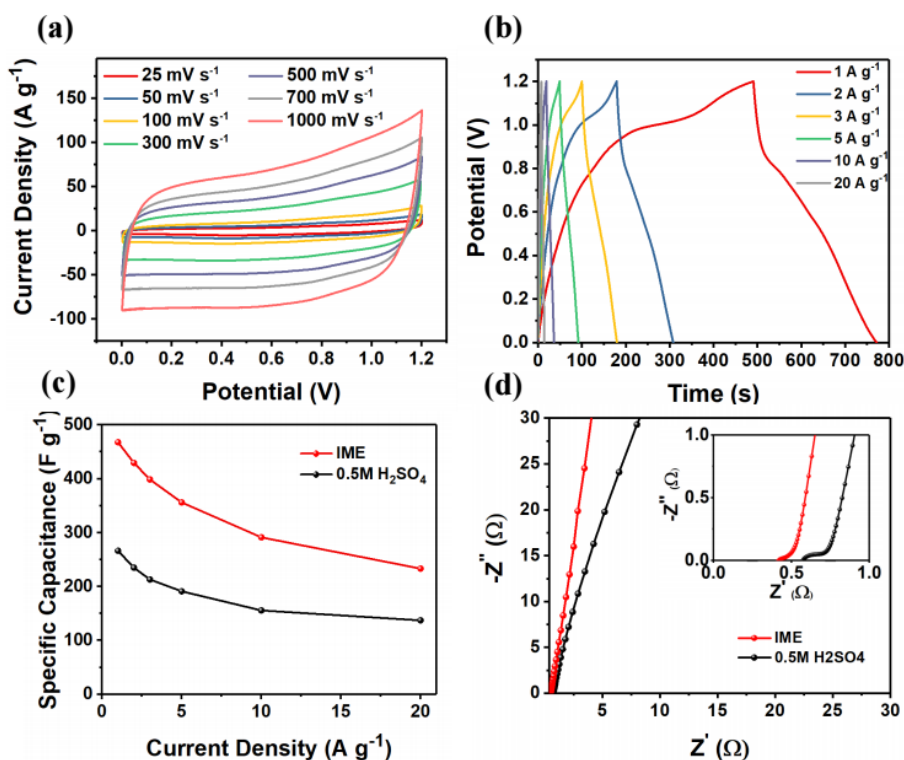 (a)
25 mV s⁻¹
50 mV s⁻¹
100 mV s⁻¹
300 mV s⁻¹
500 mV s⁻¹
700 mV s⁻¹
1000 mV s⁻¹
Current Density (A g⁻¹)
150
100
50
0
-50
-100
0.0 0.2 0.4 0.6 0.8 1.0 1.2
Potential (V)
(b)
1 A g⁻¹
2 A g⁻¹
3 A g⁻¹
5 A g⁻¹
10 A g⁻¹
20 A g⁻¹
Potential (V)
1.2
1.0
0.8
0.6
0.4
0.2
0.0
0 100 200 300 400 500 600 700 800
Time (s)
(c)
IME
0.5M H₂SO₄
Specific Capacitance (F g⁻¹)
500
400
300
200
100
0
0 5 10 15 20
Current Density (A g⁻¹)
(d)
-Z'' (Ω)
30
25
20
15
10
5
0
5 10 15 20 25 30
Z' (Ω)
IME
0.5M H2SO4
-Z'' (Ω)
1.0
0.5
0.0
0.0 0.5 1.0
Z' (Ω)